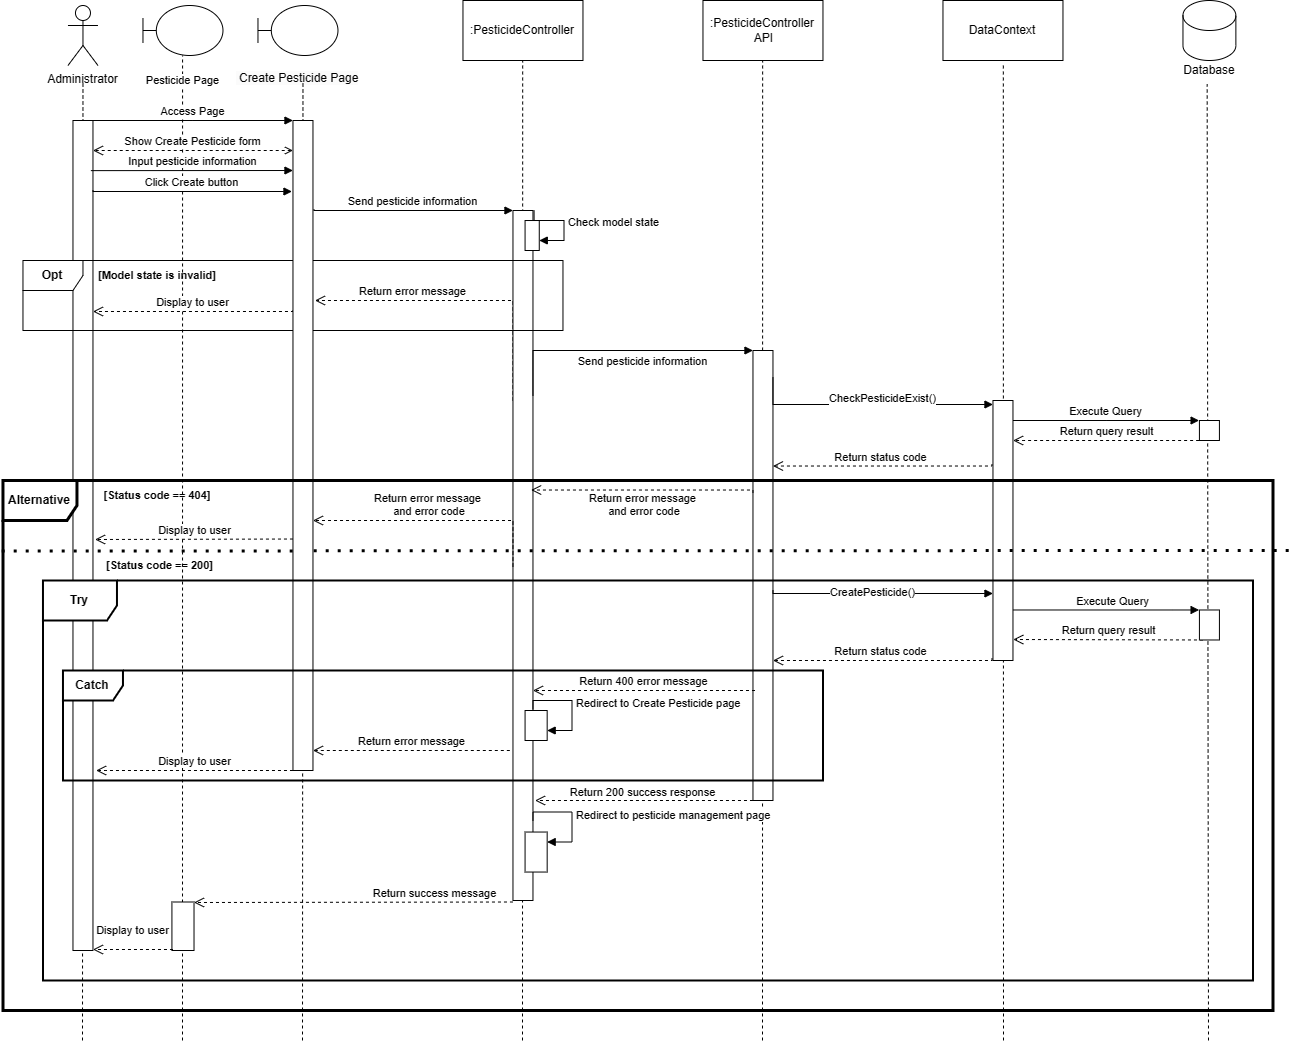 :PesticideController
:PesticideController
API
DataContext
Administrator
Pesticide Page
Create Pesticide Page
Database
Access Page
Show Create Pesticide form
Input pesticide information
Click Create button
Send pesticide information
Check model state
Opt
[Model state is invalid]
Return error message
Display to user
Send pesticide information
CheckPesticideExist()
Execute Query
Return query result
Return status code
Alternative
[Status code == 404]
Return error message
and error code
Return error message
and error code
Display to user
[Status code == 200]
Try
CreatePesticide()
Execute Query
Return query result
Return status code
Catch
Return 400 error message
Redirect to Create Pesticide page
Return error message
Display to user
Return 200 success response
Redirect to pesticide management page
Return success message
Display to user